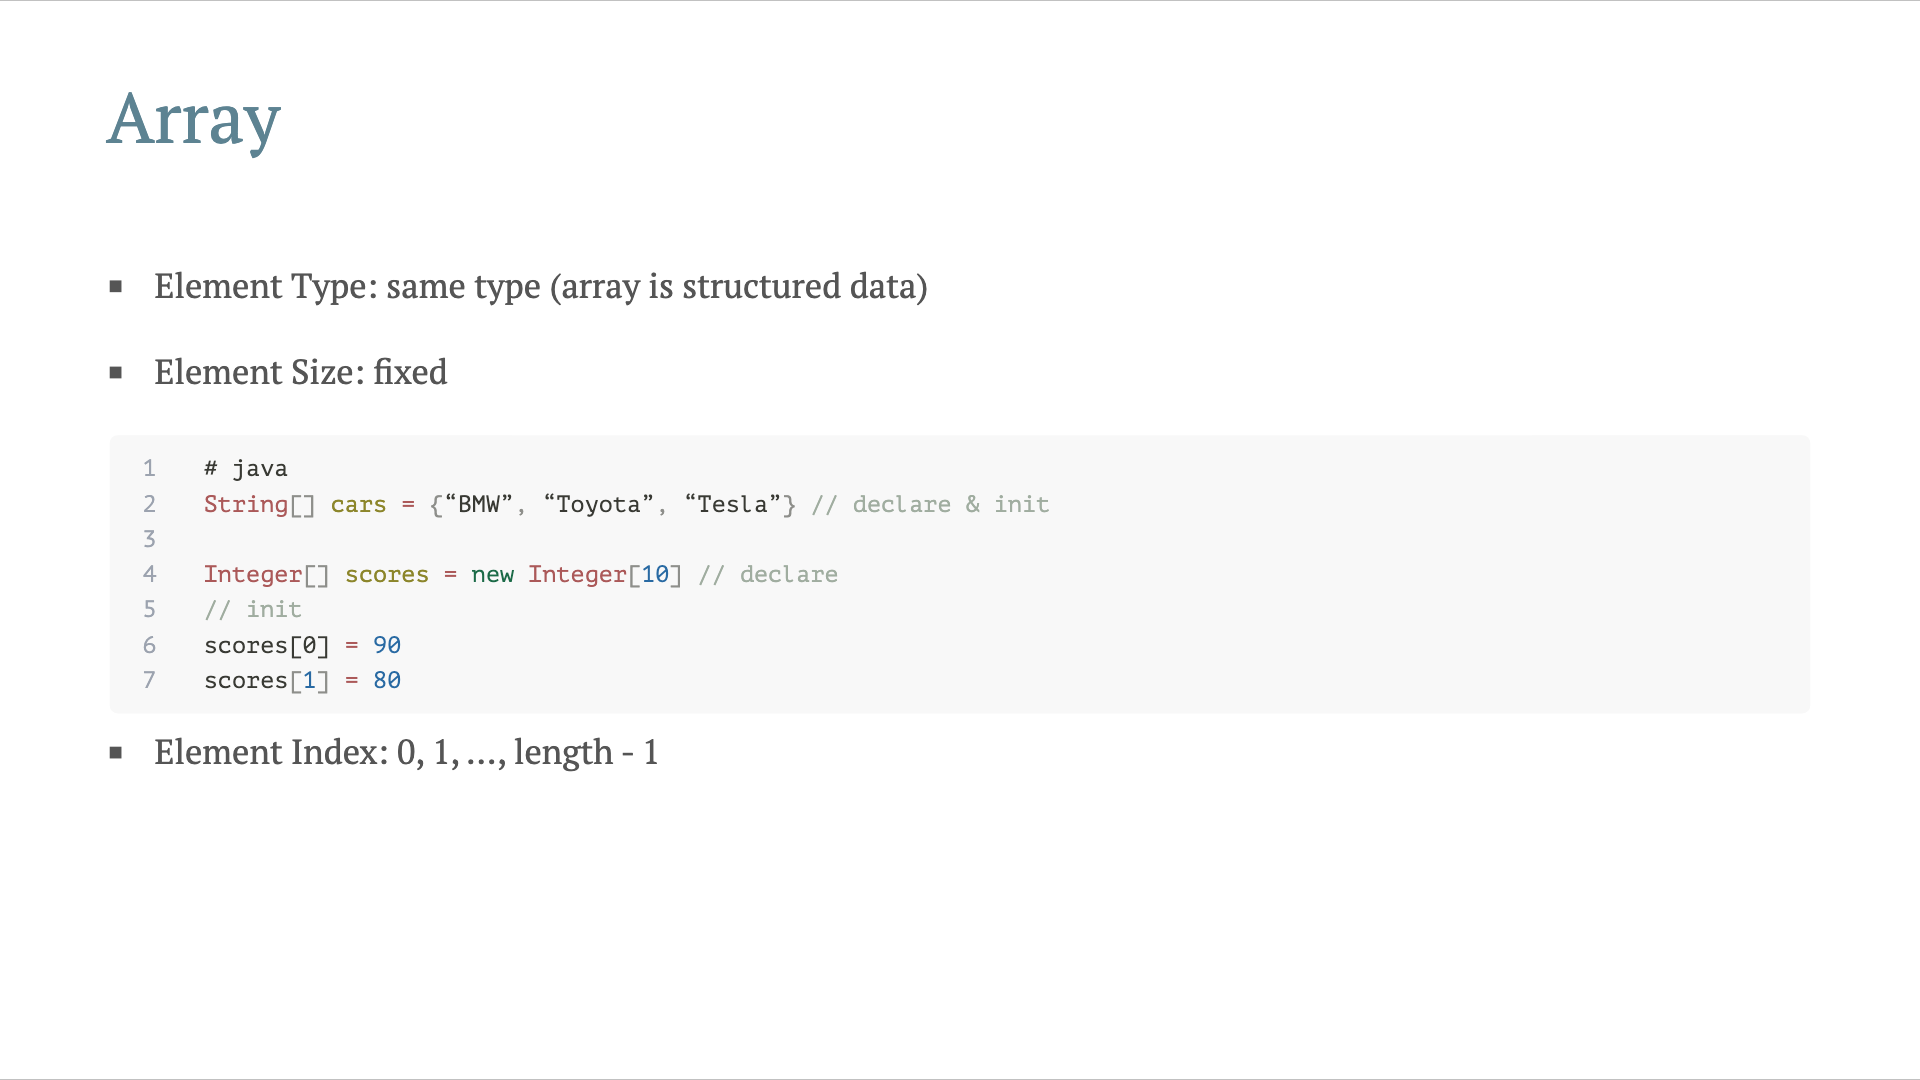 Array
▪ Element Type: same type (array is structured data)
▪ Element Size: fixed
1 # java
2 String[] cars = {“BMW”, “Toyota”, “Tesla”} // declare & init
3
4 Integer[] scores = new Integer[10] // declare
5 // init
6 scores[0] = 90
7 scores[1] = 80
▪ Element Index: 0, 1, …, length - 1